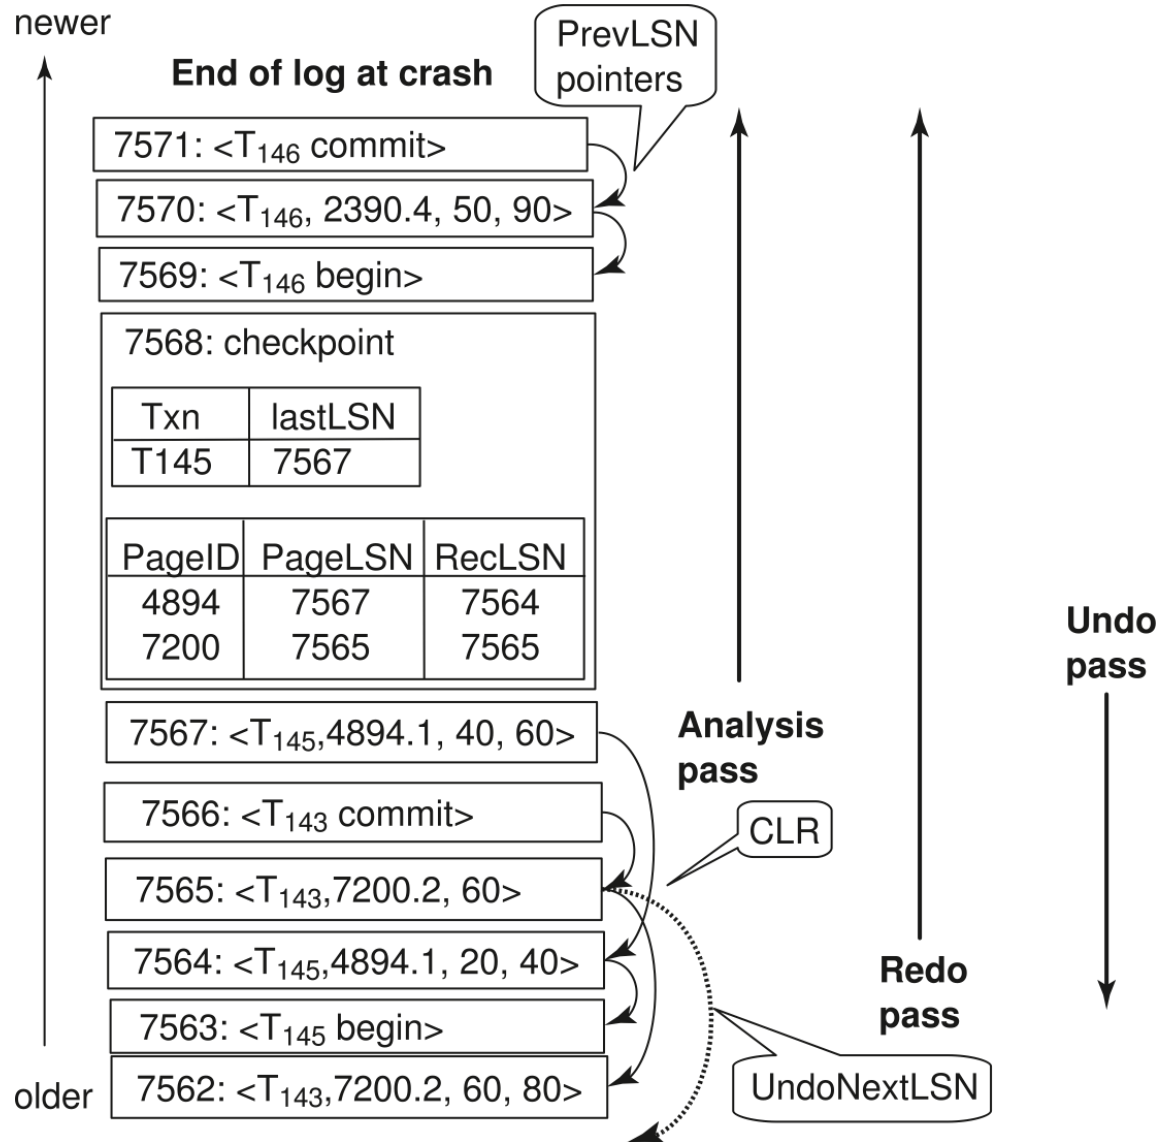 newer
End of log at crash
PrevLSN
pointers
7571: <T146 commit>
7570: <T146, 2390.4, 50, 90>
7569: <T146 begin>
7568: checkpoint
Txn lastLSN
T145 7567
PageID PageLSN RecLSN
4894 7567 7564
7200 7565 7565
7567: <T145,4894.1, 40, 60>
7566: <T143 commit>
7565: <T143,7200.2, 60>
7564: <T145,4894.1, 20, 40>
7563: <T145 begin>
7562: <T143,7200.2, 60, 80>
older
Analysis
pass
CLR
Redo
pass
UndoNextLSN
Undo
pass